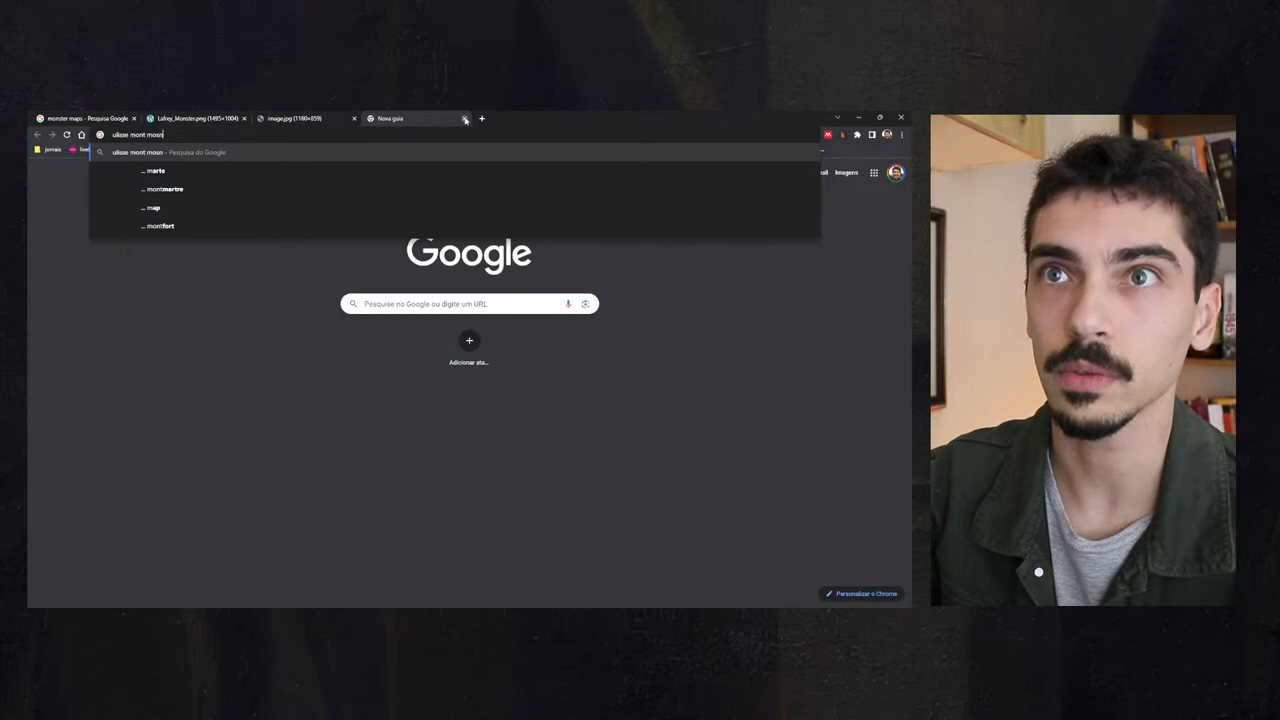 monster maps - Pesquisa Google
Lafrey_Monster.png (1495×1004)
image.jpg (1160×859)
Nova guia
ulisse mont mosn
jornais
ulisse mont mosn - Pesquisa do Google
... marte
... montmartre
... map
... montfort
Imagens
Google
Pesquise no Google ou digite um URL
Adicionar ata...
Personalizar o Chrome
1945